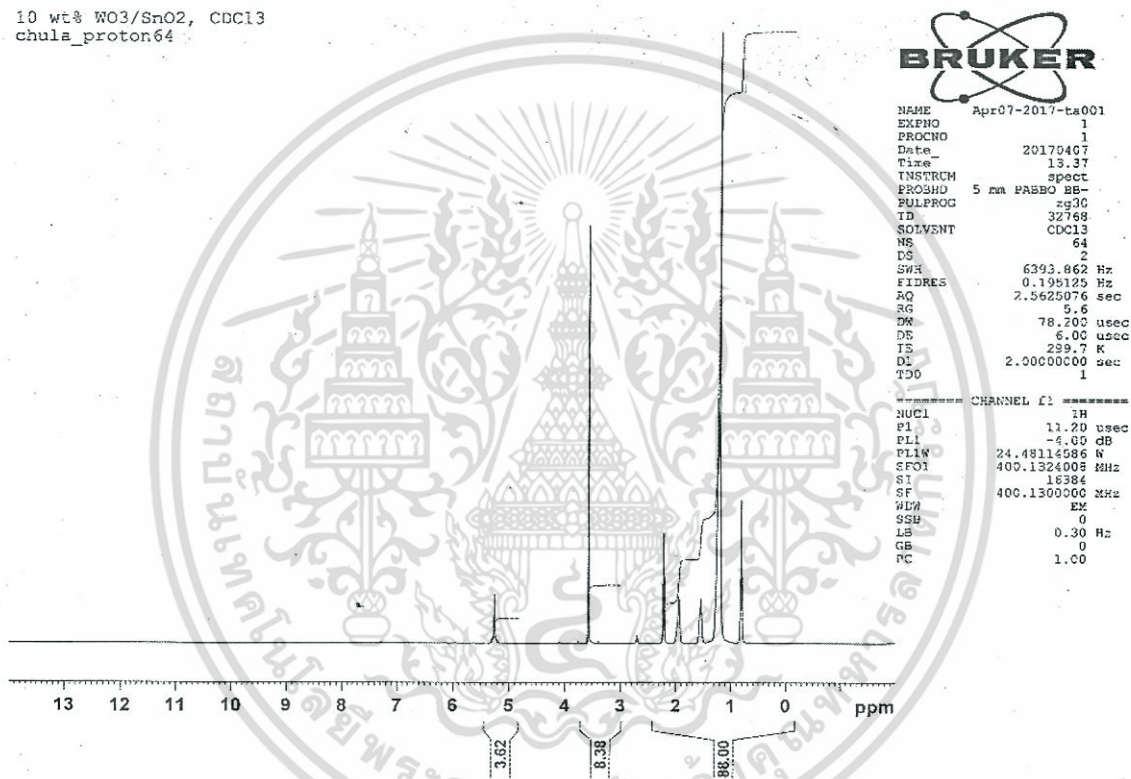 10 wt% WO3/SnO2, CDCl3
chula_proton64
BRUKER
NAME Apr07-2017-ta001
EXPNO 1
PROCNO 1
Date_ 20170407
Time 13.37
INSTRUM spect
PROBHD 5 mm PABBO BB-
PULPROG zg30
TD 32768
SOLVENT CDCl3
NS 64
DS 2
SWH 6393.862 Hz
FIDRES 0.195125 Hz
AQ 2.5625076 sec
RG 5.6
DW 78.200 usec
DE 6.00 usec
TE 299.7 K
D1 2.00000000 sec
TD0 1
======== CHANNEL f1 ========
NUC1 1H
P1 11.20 usec
PL1 -4.00 dB
PL1W 24.48114586 W
SFO1 400.1324008 MHz
SI 16384
SF 400.1300000 MHz
WDW EM
SSB 0
LB 0.30 Hz
GB 0
PC 1.00
13 12 11 10 9 8 7 6 5 4 3 2 1 0 ppm
3.62
8.38
88.00